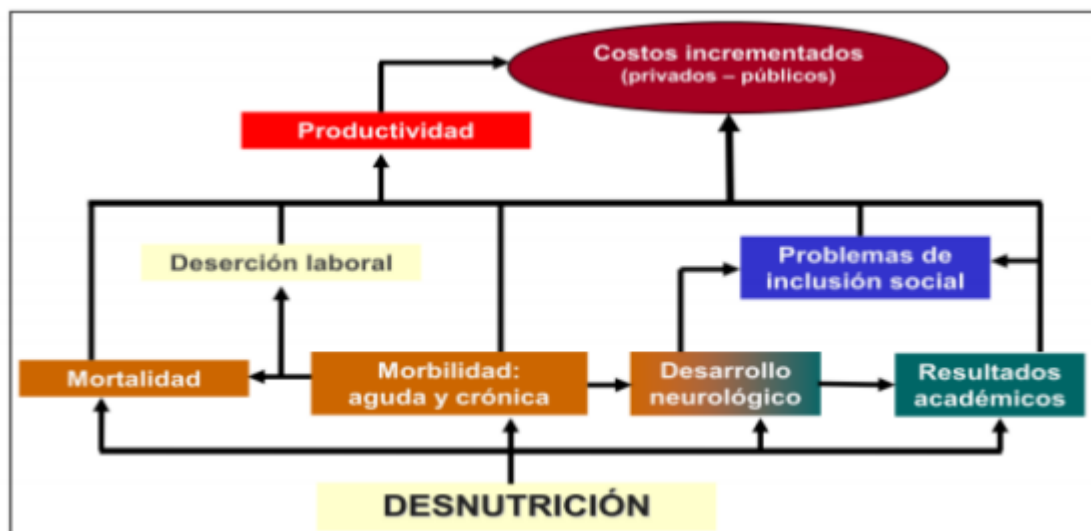 Costos incrementados
(privados – públicos)
Productividad
Deserción laboral
Problemas de
inclusión social
Mortalidad
Morbilidad:
aguda y crónica
Desarrollo
neurológico
Resultados
académicos
DESNUTRICIÓN